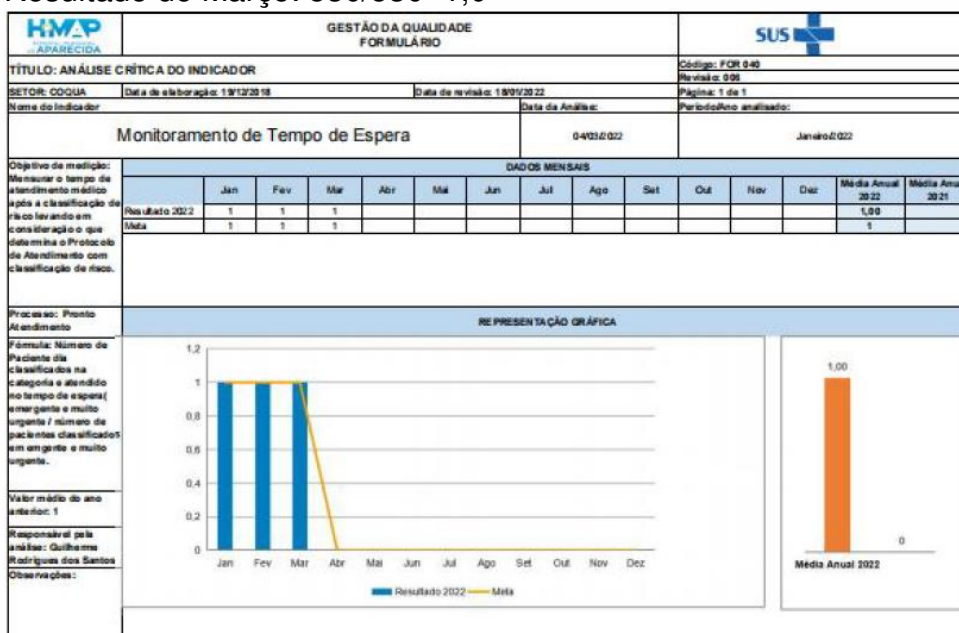 HMAP
APARECIDA
GESTÃO DA QUALIDADE
FORMULÁRIO
SUS
TÍTULO: ANÁLISE CRÍTICA DO INDICADOR
Código: FOR 040
Revisão: 006
SETOR: COQUA
Data de elaboração: 19/12/2018
Data de revisão: 18/01/2022
Página: 1 de 1
Nome do Indicador
Data da Análise:
Período/Ano analisado:
Monitoramento de Tempo de Espera
04/03/2022
Janeiro/2022
Objetivo de medição:
Mensurar o tempo de
atendimento médico
após a classificação de
risco levando em
consideração o que
determina o Protocolo
de Atendimento com
classificação de risco.
DADOS MENSAIS
Jan Fev Mar Abr Mai Jun Jul Ago Set Out Nov Dez Média Anual 2022 Média Anu 2021
Resultado 2022 1 1 1 1,00
Meta 1 1 1 1
Processo: Pronto
Atendimento
REPRESENTAÇÃO GRÁFICA
Fórmula: Número de
Paciente dia
classificados na
categoria e atendido
no tempo de espera(
emergente e muito
urgente / número de
pacientes classificados
em emgente e muito
urgente.
Valor médio do ano
anterior: 1
Responsável pela
análise: Guilherme
Rodrigues dos Santos
Observações:
1,2
1
0,8
0,6
0,4
0,2
0
Jan Fev Mar Abr Mai Jun Jul Ago Set Out Nov Dez
Resultado 2022 Meta
1,00
0
Média Anual 2022